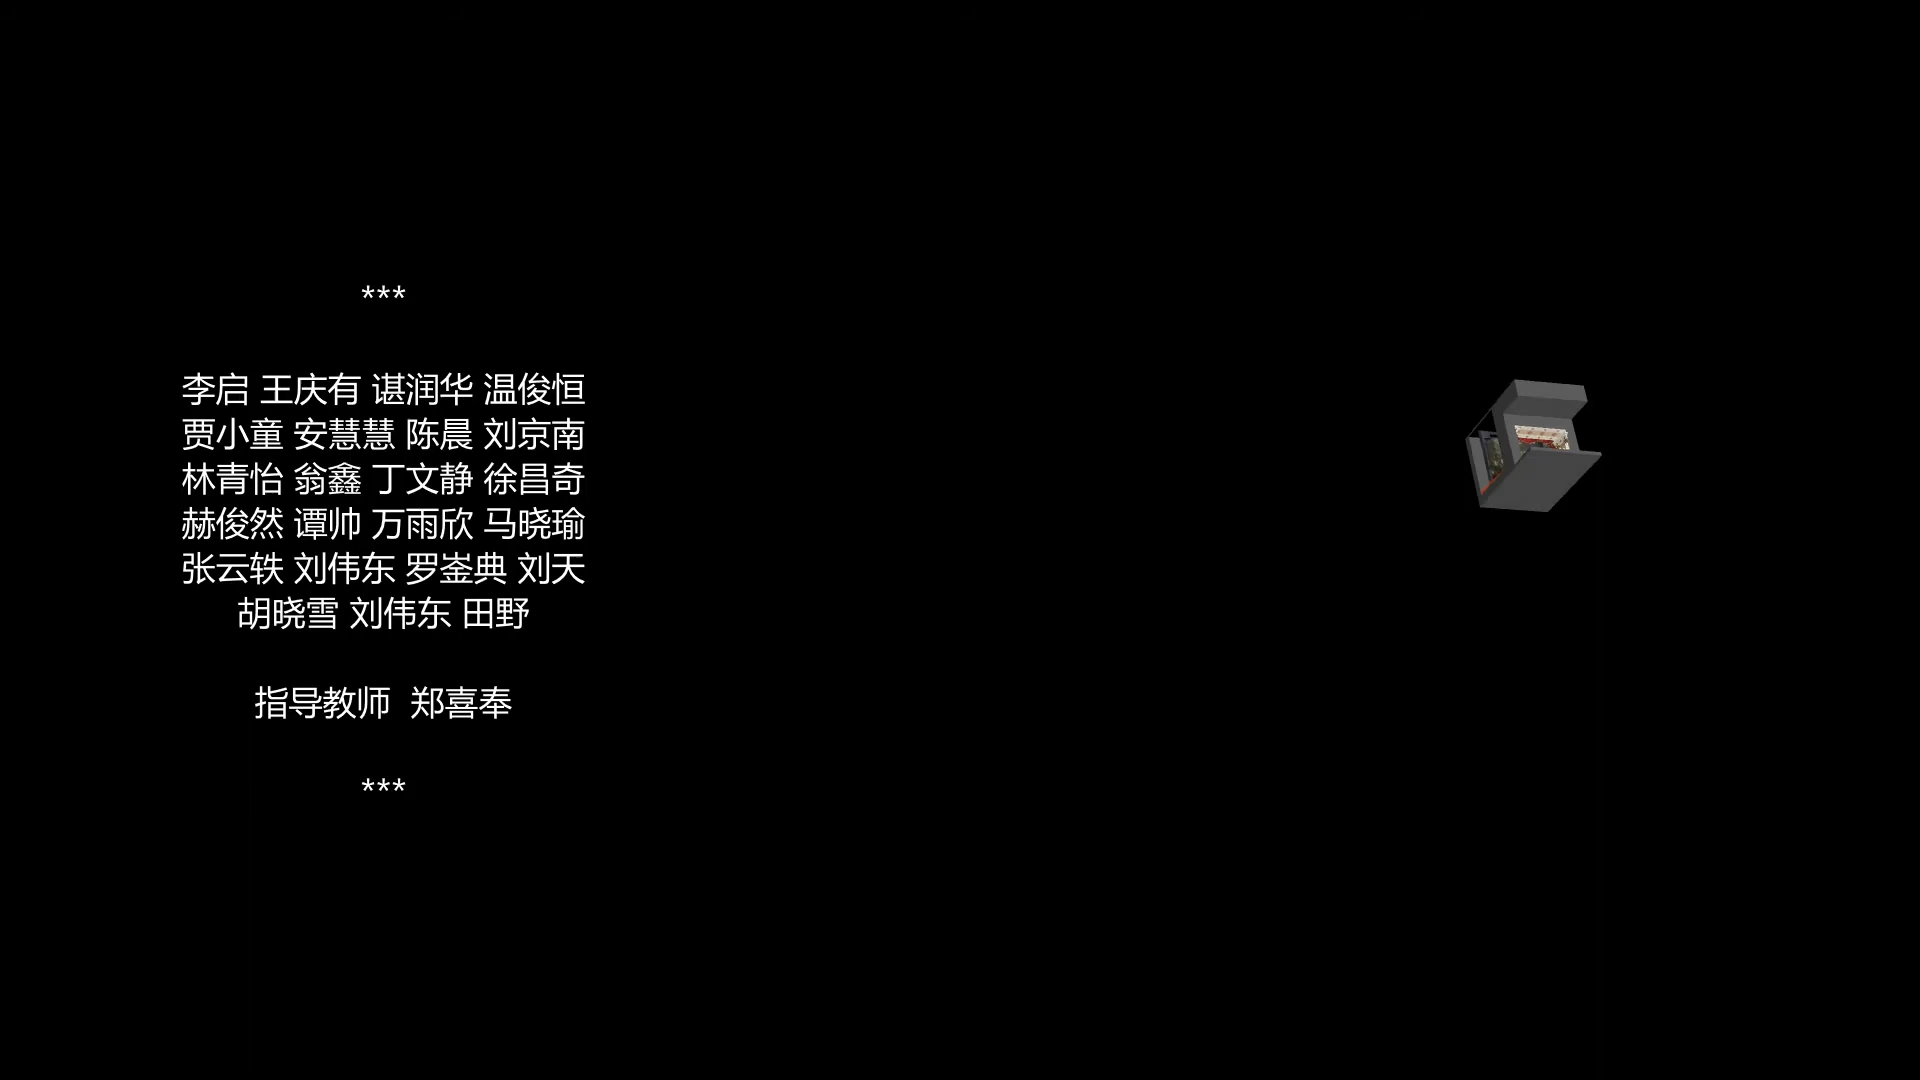 ***
李启 王庆有 谌润华 温俊恒
贾小童 安慧慧 陈晨 刘京南
林青怡 翁鑫 丁文静 徐昌奇
赫俊然 谭帅 万雨欣 马晓瑜
张云轶 刘伟东 罗崟典 刘天
胡晓雪 刘伟东 田野
指导教师 郑喜奉
***